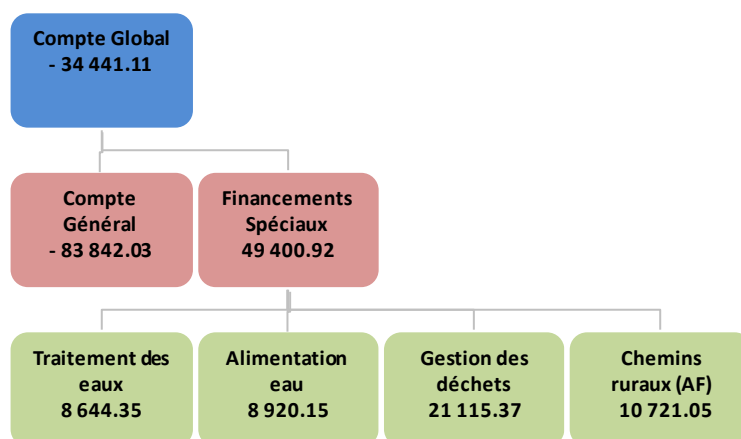 Compte Global
- 34 441.11
Compte
Général
- 83 842.03
Financements
Spéciaux
49 400.92
Traitement des
eaux
8 644.35
Alimentation
eau
8 920.15
Gestion des
déchets
21 115.37
Chemins
ruraux (AF)
10 721.05